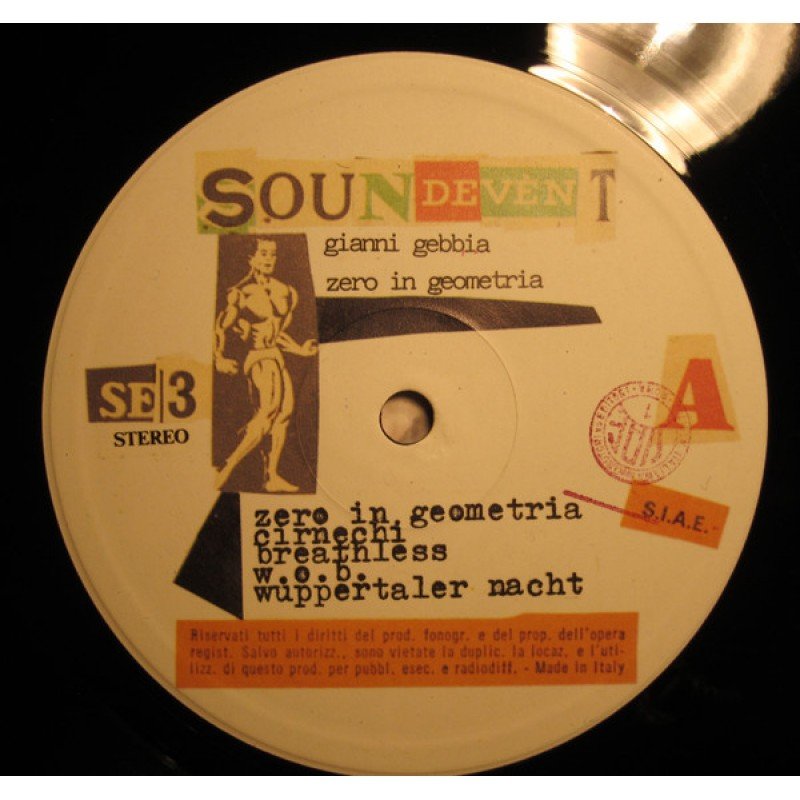 SOUNDEVÈNT
gianni gebbia
zero in geometria
SE|3
STEREO
A
S.I.A.E.
zero in geometria
cirnechi
breathless
w.o.b.
wuppertaler nacht
Riservati tutti i diritti del prod. fonogr. e del prop. dell'opera
regist. Salvo autorizz., sono vietate la duplic. la locaz. e l'uti-
lizz. di questo prod. per pubbl. esec. e radiodiff. - Made in Italy